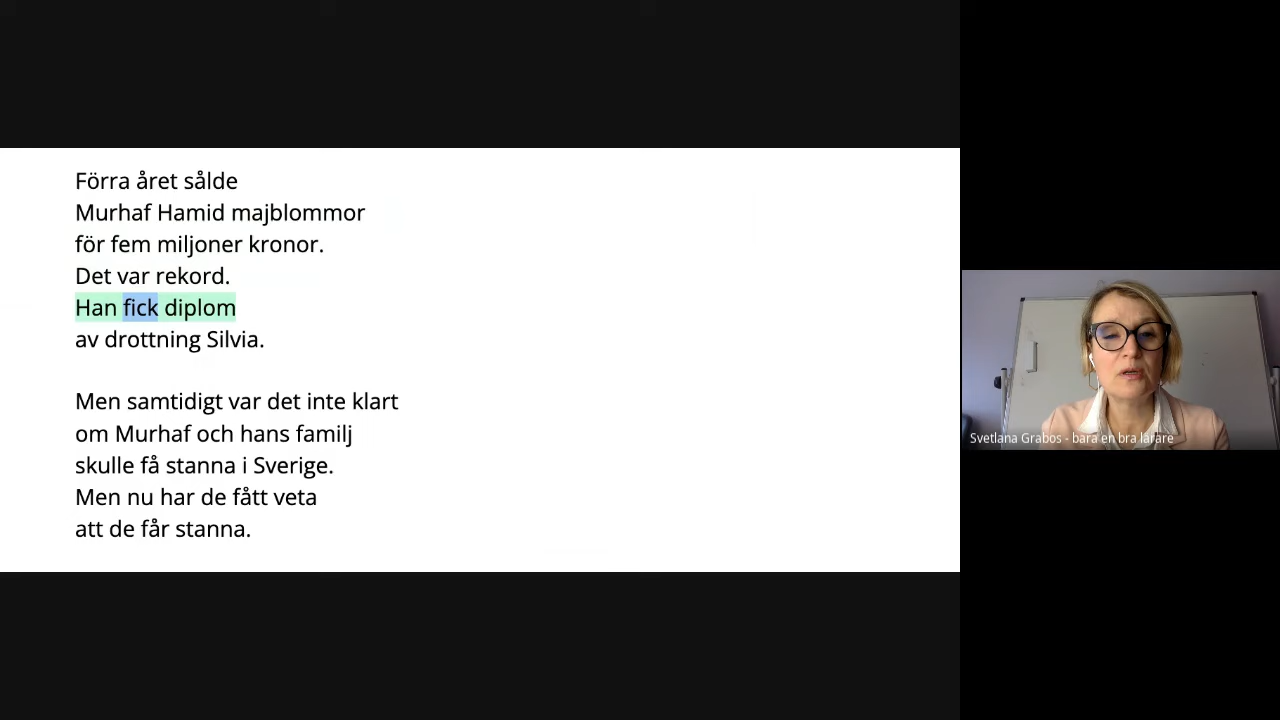 Förra året sålde
Murhaf Hamid majblommor
för fem miljoner kronor.
Det var rekord.
Han fick diplom
av drottning Silvia.
Men samtidigt var det inte klart
om Murhaf och hans familj
skulle få stanna i Sverige.
Men nu har de fått veta
att de får stanna.
Svetlana Grabos - bara en bra lärare